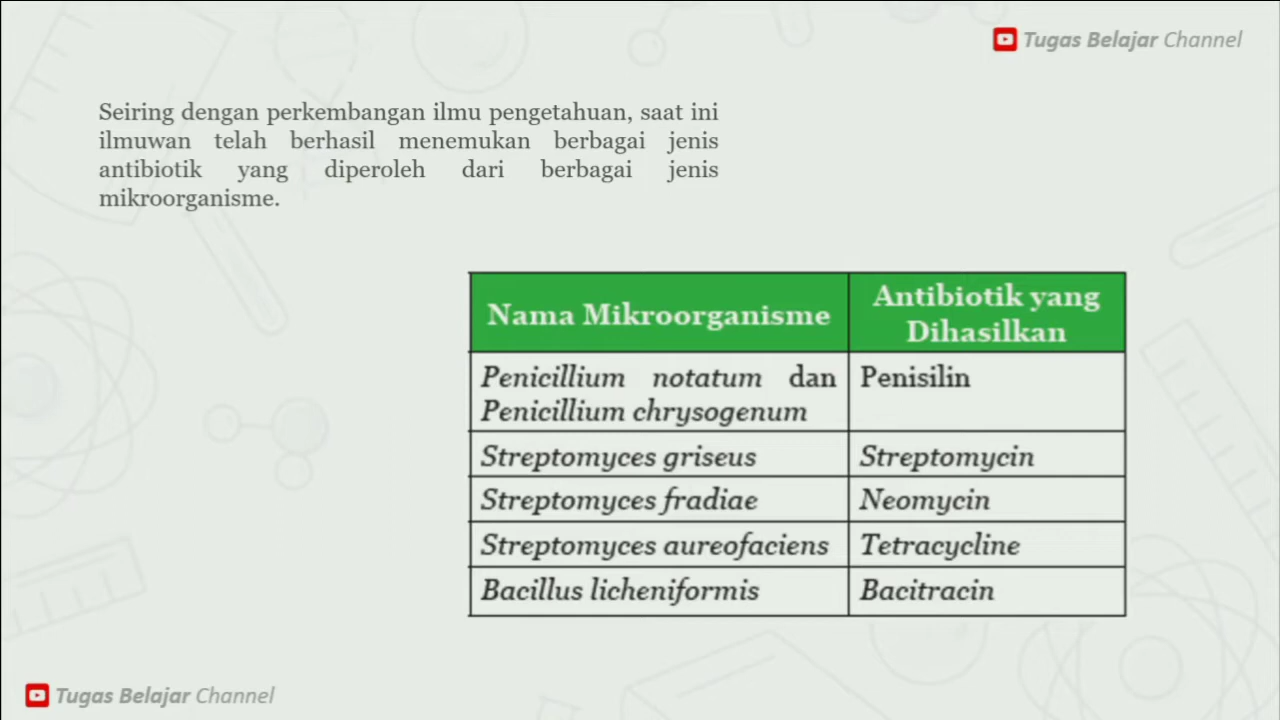 Tugas Belajar Channel
Seiring dengan perkembangan ilmu pengetahuan, saat ini
ilmuwan telah berhasil menemukan berbagai jenis
antibiotik yang diperoleh dari berbagai jenis
mikroorganisme.
Nama Mikroorganisme
Antibiotik yang
Dihasilkan
Penicillium notatum dan
Penicillium chrysogenum
Penisilin
Streptomyces griseus
Streptomycin
Streptomyces fradiae
Neomycin
Streptomyces aureofaciens
Tetracycline
Bacillus licheniformis
Bacitracin
Tugas Belajar Channel